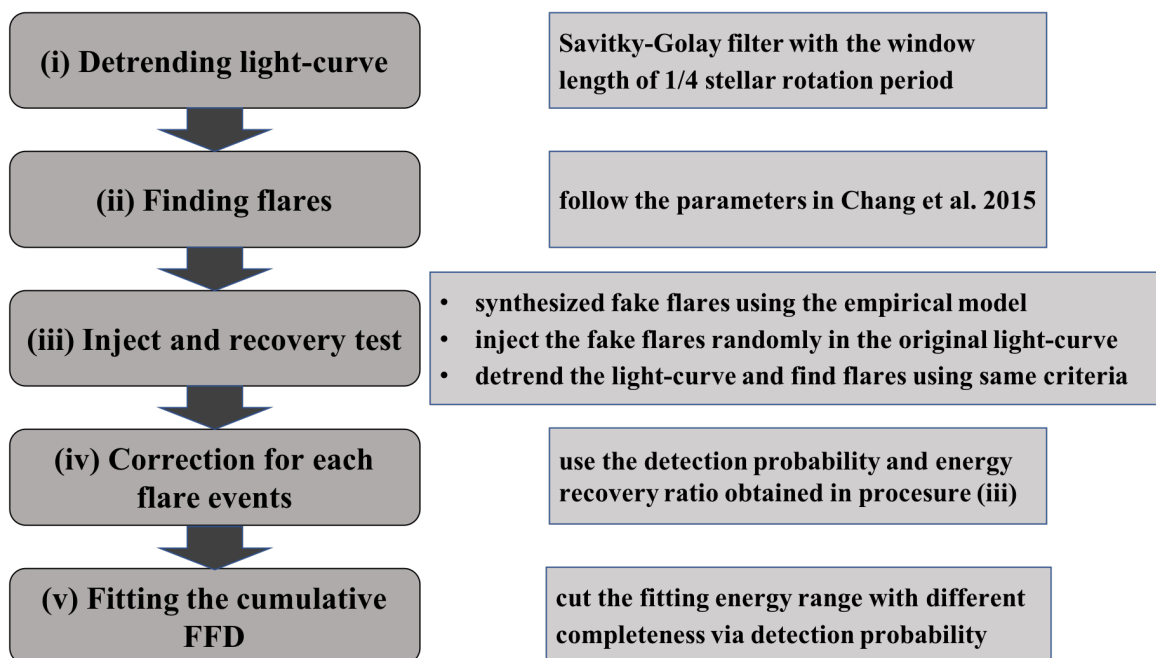 (i) Detrending light-curve
Savitky-Golay filter with the window
length of 1/4 stellar rotation period
(ii) Finding flares
follow the parameters in Chang et al. 2015
(iii) Inject and recovery test
• synthesized fake flares using the empirical model
• inject the fake flares randomly in the original light-curve
• detrend the light-curve and find flares using same criteria
(iv) Correction for each
flare events
use the detection probability and energy
recovery ratio obtained in procesure (iii)
(v) Fitting the cumulative
FFD
cut the fitting energy range with different
completeness via detection probability